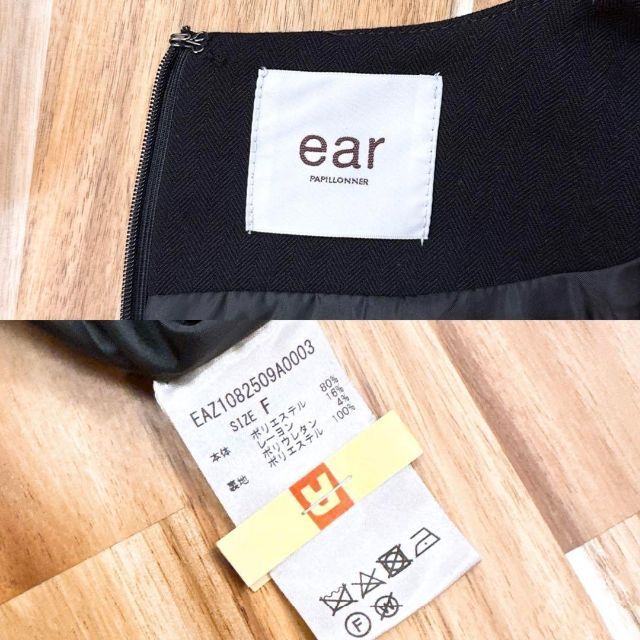 ear
PAPILLONNER
EAZ1082509A0003
SIZE F
本体 ポリエステル 80%
レーヨン 16%
ポリウレタン 4%
裏地 ポリエステル 100%
F
F